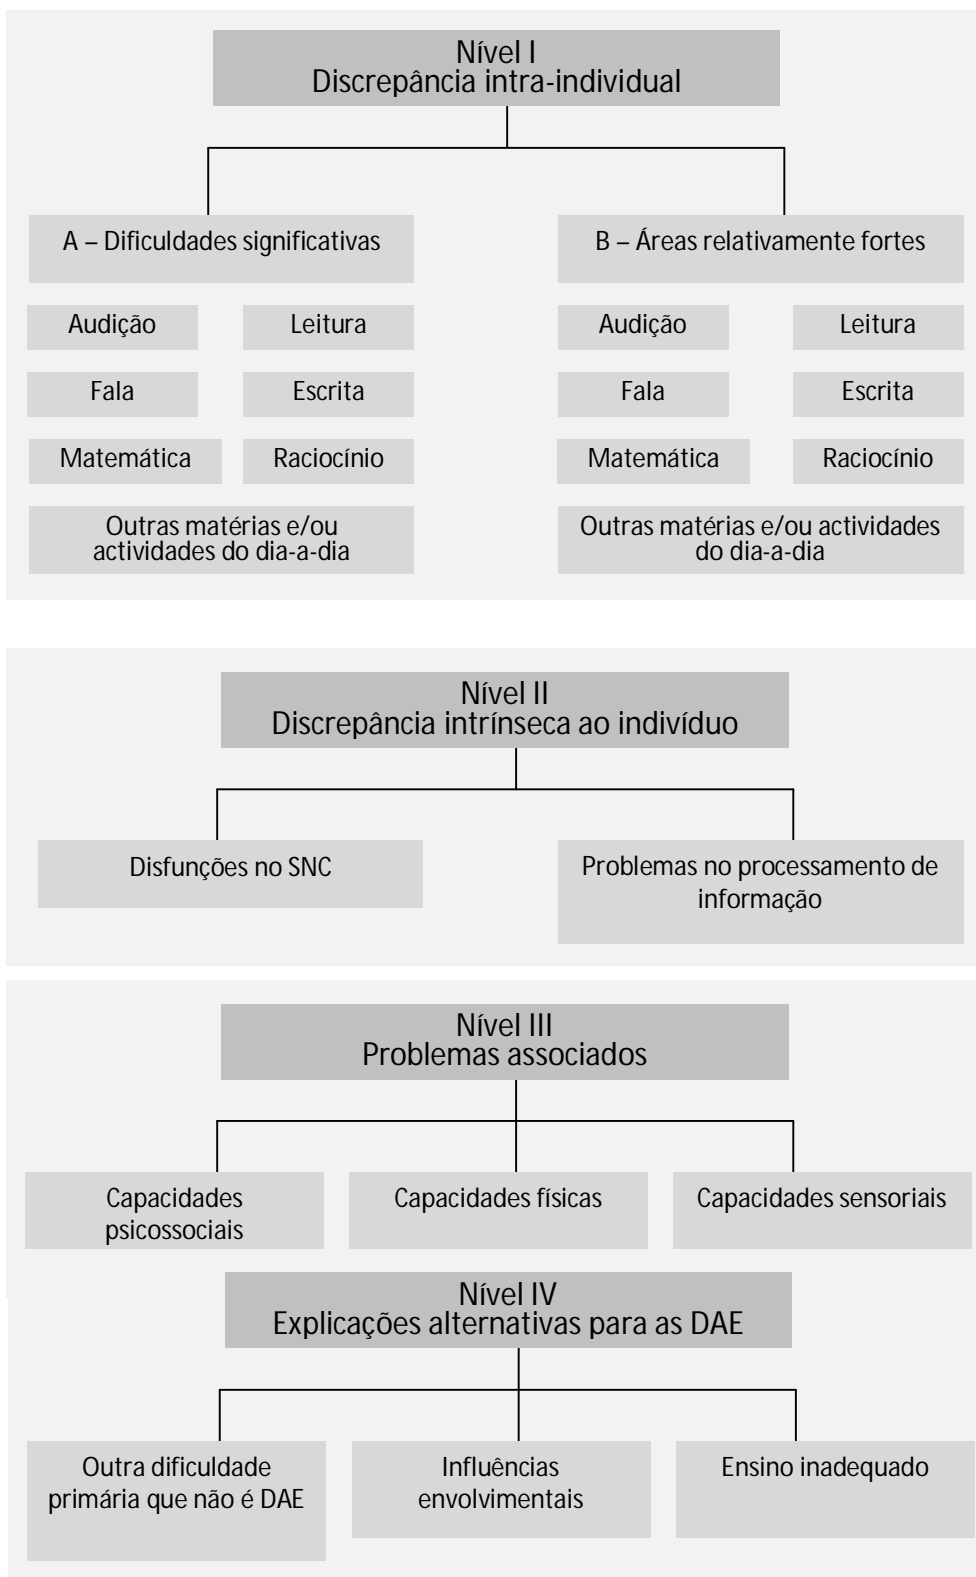 Nível I
Discrepância intra-individual
A – Dificuldades significativas
B – Áreas relativamente fortes
Audição
Leitura
Audição
Leitura
Fala
Escrita
Fala
Escrita
Matemática
Raciocínio
Matemática
Raciocínio
Outras matérias e/ou
actividades do dia-a-dia
Outras matérias e/ou actividades
do dia-a-dia
Nível II
Discrepância intrínseca ao indivíduo
Disfunções no SNC
Problemas no processamento de
informação
Nível III
Problemas associados
Capacidades
psicossociais
Capacidades físicas
Capacidades sensoriais
Nível IV
Explicações alternativas para as DAE
Outra dificuldade
primária que não é DAE
Influências
envolvimentais
Ensino inadequado